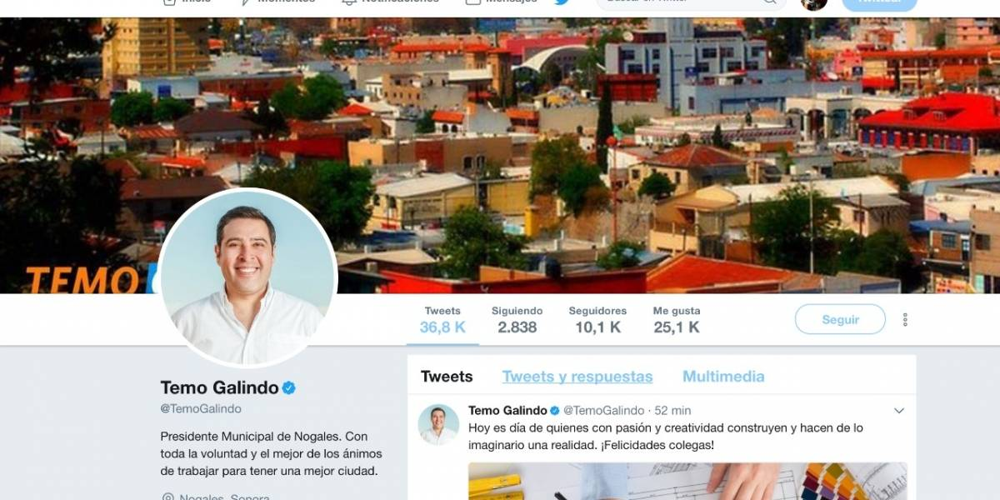 Inicio
Momentos
Notificaciones
Mensajes
Buscar en Twitter
Twittear
TEMO
Tweets
36,8 K
Siguiendo
2.838
Seguidores
10,1 K
Me gusta
25,1 K
Seguir
Temo Galindo
@TemoGalindo
Presidente Municipal de Nogales. Con
toda la voluntad y el mejor de los ánimos
de trabajar para tener una mejor ciudad.
Nogales, Sonora
Tweets Tweets y respuestas Multimedia
Temo Galindo @TemoGalindo · 52 min
Hoy es día de quienes con pasión y creatividad construyen y hacen de lo
imaginario una realidad. ¡Felicidades colegas!